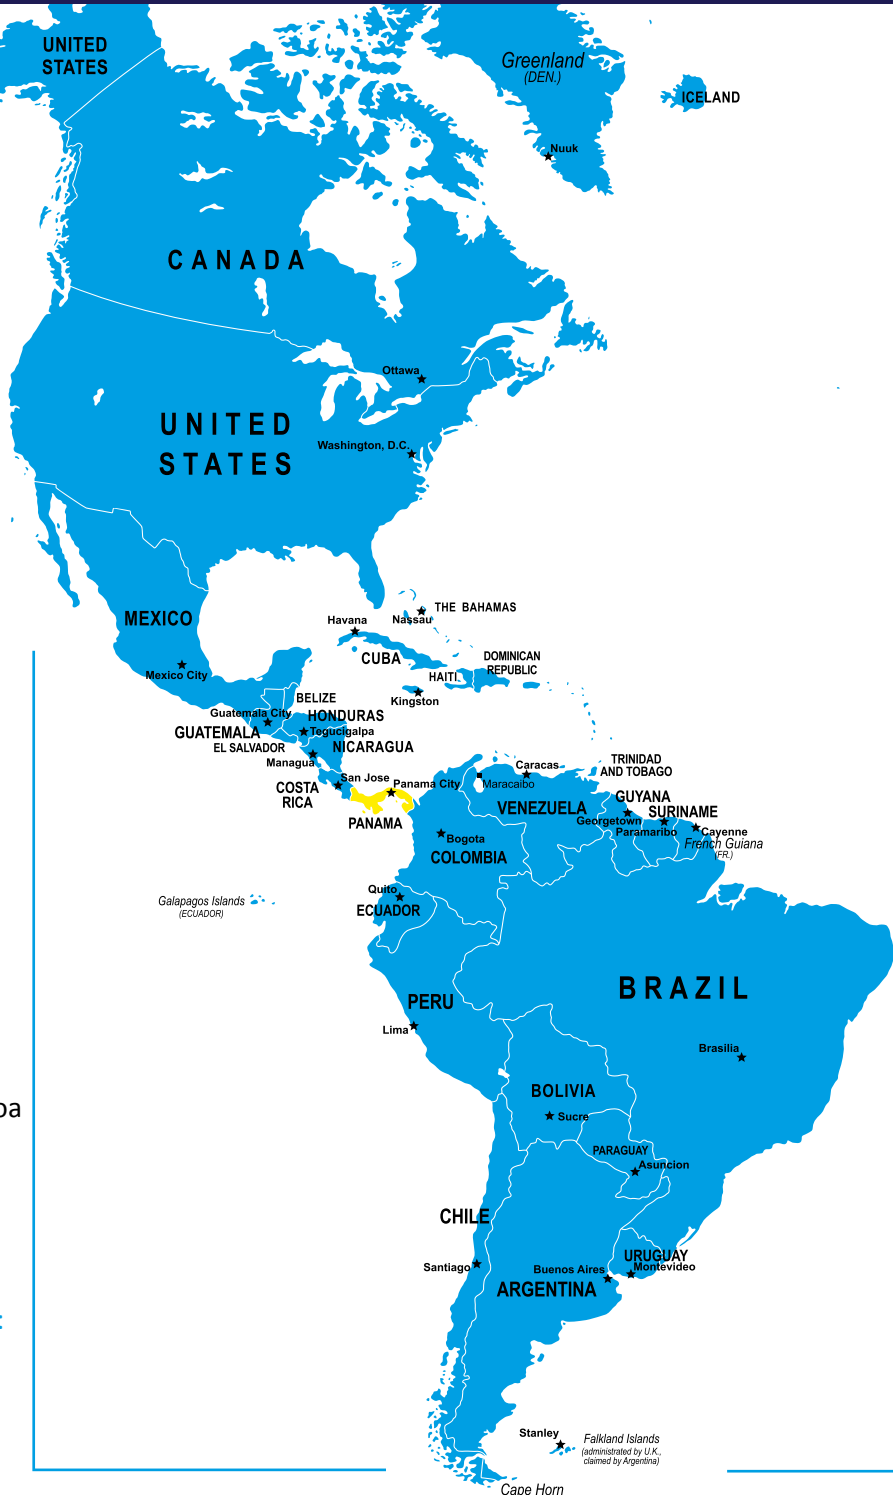 UNITED
STATES
Greenland
(DEN.)
ICELAND
Nuuk
CANADA
Ottawa
UNITED
STATES
Washington, D.C.
MEXICO
Mexico City
Havana
Nassau
THE BAHAMAS
CUBA
HAITI
DOMINICAN
REPUBLIC
Kingston
BELIZE
Guatemala City
HONDURAS
GUATEMALA
Tegucigalpa
EL SALVADOR
NICARAGUA
Managua
COSTA
RICA
San Jose
Panama City
PANAMA
Caracas
Maracaibo
TRINIDAD
AND TOBAGO
VENEZUELA
GUYANA
Georgetown
SURINAME
Paramaribo
Cayenne
French Guiana
(FR.)
Bogota
COLOMBIA
Quito
ECUADOR
Galapagos Islands
(ECUADOR)
PERU
Lima
BRAZIL
Brasilia
BOLIVIA
Sucre
oa
PARAGUAY
Asuncion
CHILE
Santiago
URUGUAY
Montevideo
Buenos Aires
ARGENTINA
Stanley
Falkland Islands
(administrated by U.K.,
claimed by Argentina)
Cape Horn